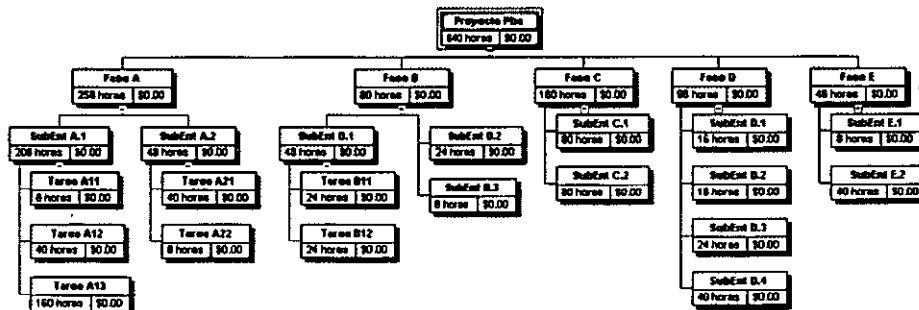 Proyecto Pba
640 horas $0.00
Fase A
256 horas $0.00
Fase B
80 horas $0.00
Fase C
160 horas $0.00
Fase D
96 horas $0.00
Fase E
48 horas $0.00
SubEnt A.1
208 horas $0.00
SubEnt A.2
48 horas $0.00
SubEnt B.1
48 horas $0.00
SubEnt B.2
24 horas $0.00
SubEnt C.1
80 horas $0.00
SubEnt D.1
16 horas $0.00
SubEnt E.1
8 horas $0.00
Tarea A11
8 horas $0.00
Tarea A21
40 horas $0.00
Tarea B11
24 horas $0.00
SubEnt B.3
8 horas $0.00
SubEnt C.2
80 horas $0.00
SubEnt D.2
16 horas $0.00
SubEnt E.2
40 horas $0.00
Tarea A12
40 horas $0.00
Tarea A22
8 horas $0.00
Tarea B12
24 horas $0.00
SubEnt D.3
24 horas $0.00
Tarea A13
160 horas $0.00
SubEnt D.4
40 horas $0.00